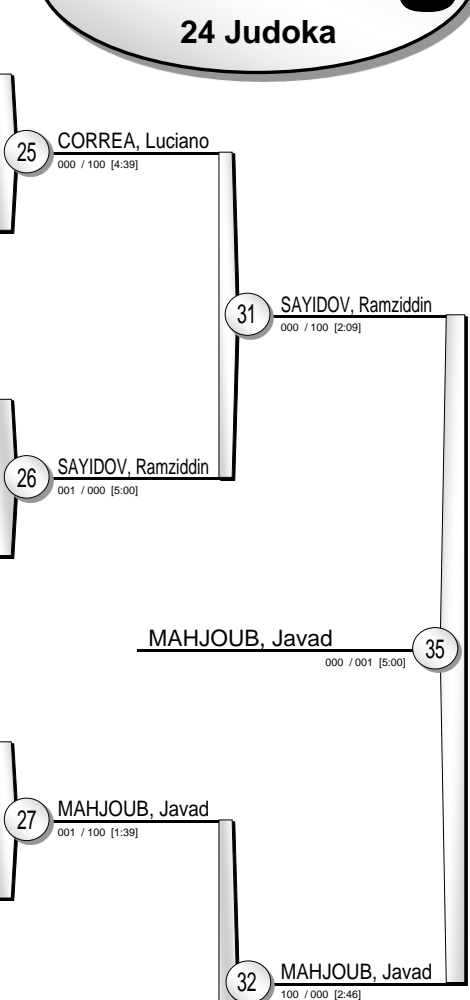 24 Judoka
25
CORREA, Luciano
000 / 100 [4:39]
31
SAYIDOV, Ramziddin
000 / 100 [2:09]
26
SAYIDOV, Ramziddin
001 / 000 [5:00]
MAHJOUB, Javad
35
000 / 001 [5:00]
27
MAHJOUB, Javad
001 / 100 [1:39]
32
MAHJOUB, Javad
100 / 000 [2:46]